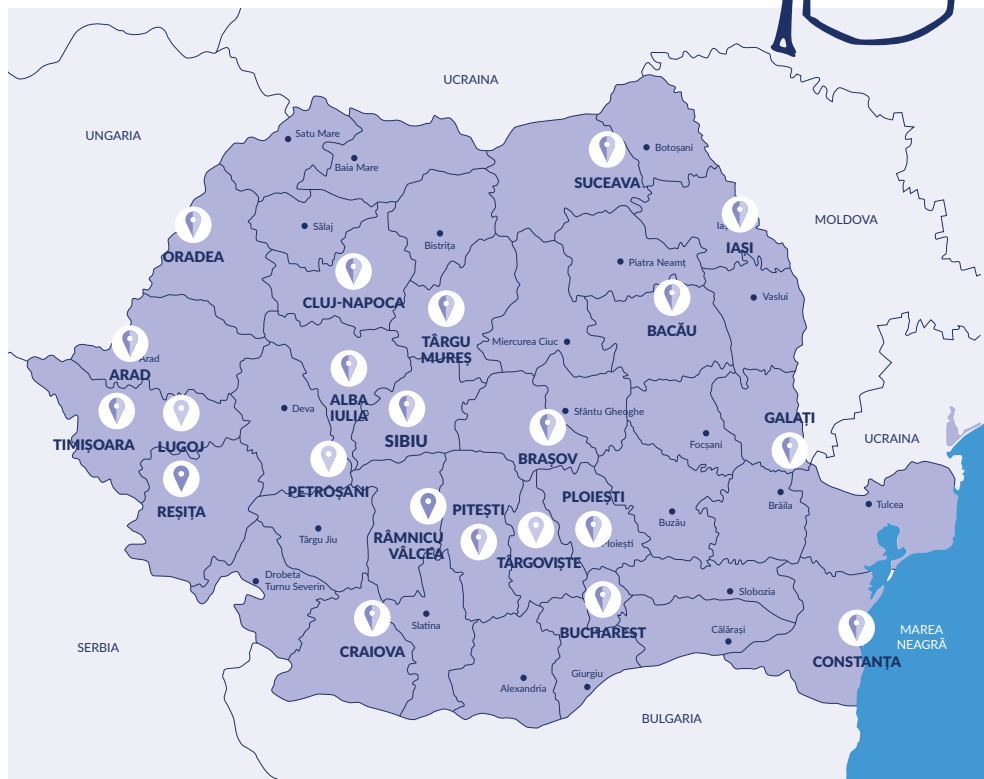 UCRAINA
UNGARIA
Satu Mare
Baia Mare
Botoșani
SUCEAVA
MOLDOVA
Sălaj
Bistrița
IAȘI
ORADEA
Piatra Neamț
CLUJ-NAPOCA
Vaslui
BACĂU
TÂRGU
MUREȘ
Miercurea Ciuc
Arad
ARAD
ALBA
IULIA
Deva
Sfântu Gheorghe
GALAȚI
TIMIȘOARA
LUGOJ
SIBIU
Focșani
UCRAINA
BRAȘOV
PETROȘANI
PLOIEȘTI
REȘIȚA
PITEȘTI
Brăila
Tulcea
Buzău
Târgu Jiu
RÂMNICU
VÂLCEA
Ploiești
TÂRGOVIȘTE
Drobeta
Turnu Severin
Slobozia
Slatina
BUCHAREST
Călărași
MAREA
NEAGRĂ
SERBIA
CRAIOVA
CONSTANȚA
Giurgiu
Alexandria
BULGARIA